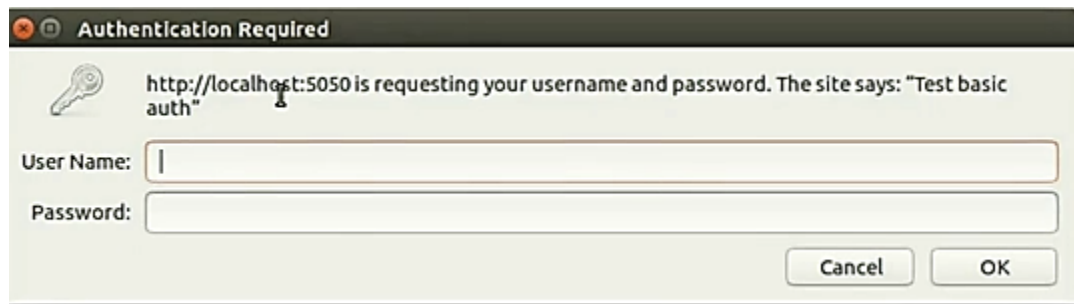 Authentication Required
http://localhost:5050 is requesting your username and password. The site says: "Test basic
auth"
User Name:
Password:
Cancel OK